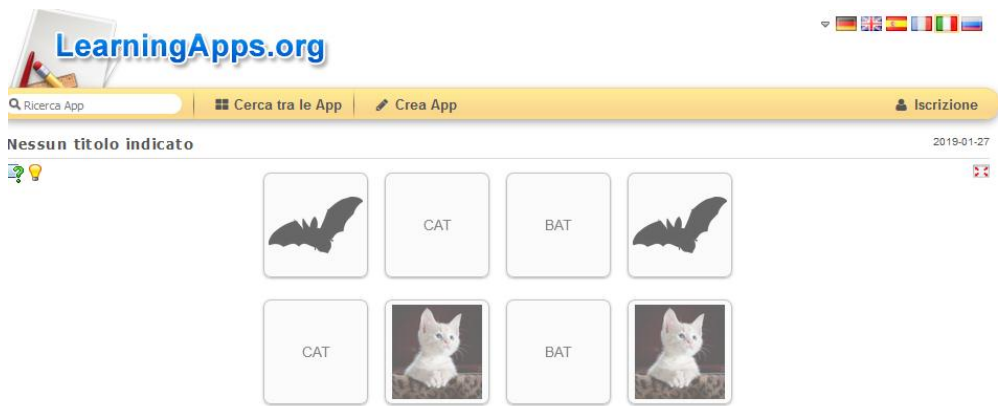 LearningApps.org
Ricerca App
Cerca tra le App
Crea App
Iscrizione
Nessun titolo indicato
2019-01-27
CAT
BAT
CAT
BAT